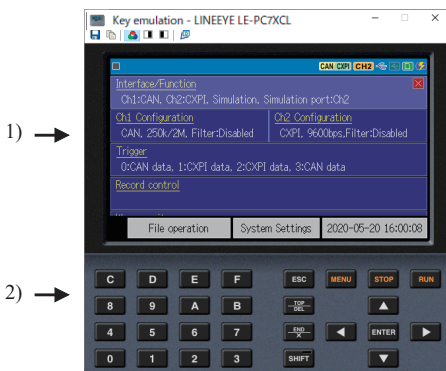 Key emulation - LINEEYE LE-PC7XCL
CAN CXPI CH2
Interface/Function
Ch1:CAN, Ch2:CXPI, Simulation, Simulation port:Ch2
Ch1 Configuration Ch2 Configuration
CAN, 250k/2M, Filter:Disabled CXPI, 9600bps,Filter:Disabled
1)
Trigger
0:CAN data, 1:CXPI data, 2:CXPI data, 3:CAN data
Record control
File operation System Settings 2020-05-20 16:00:08
C D E F ESC MENU STOP RUN
2)
8 9 A B TOP DEL
4 5 6 7 END X ENTER
0 1 2 3 SHIFT